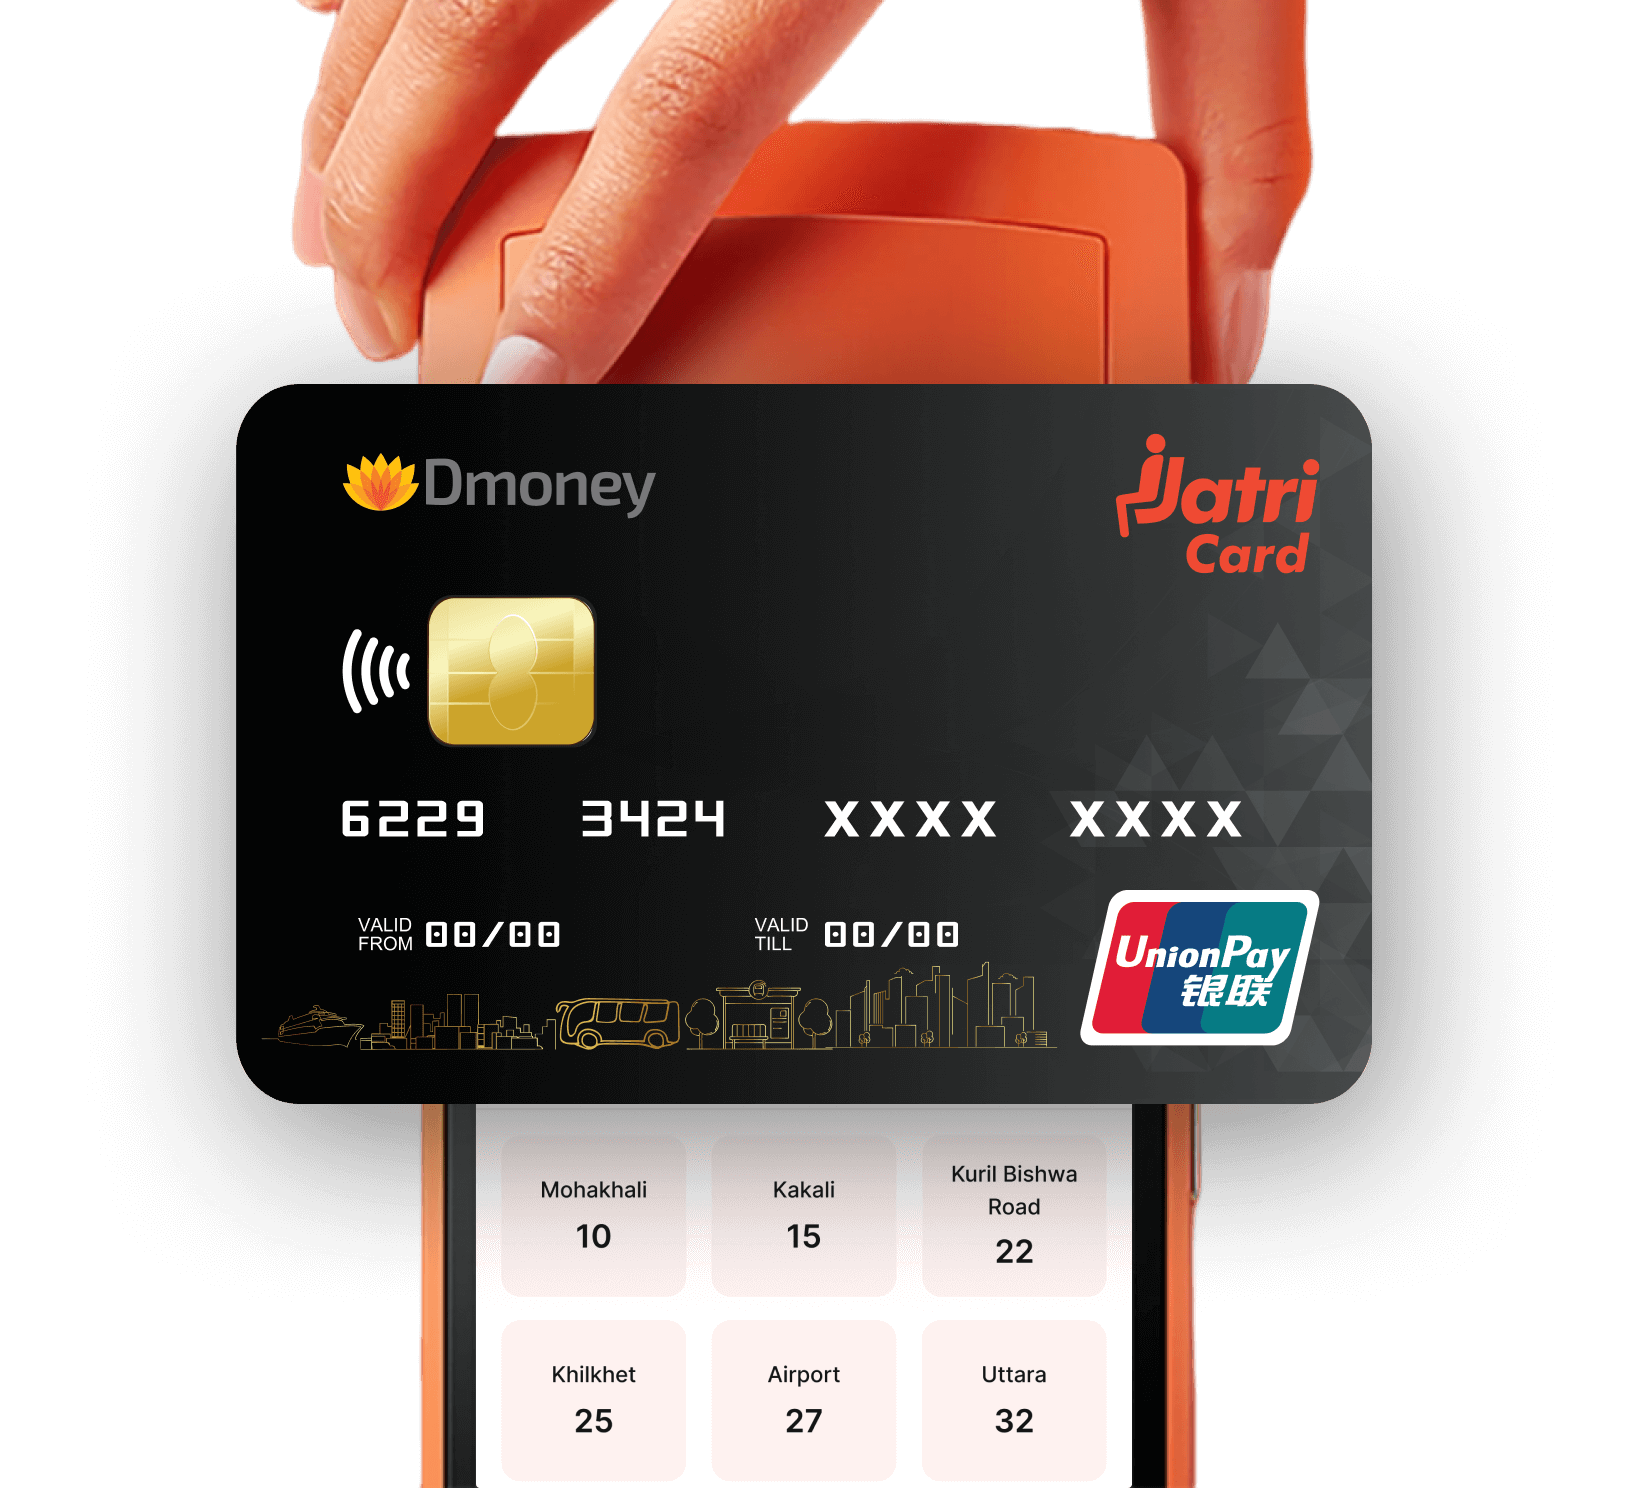 Dmoney
Jatri
Card
6229 3424 XXXX XXXX
VALID
FROM 00/00
VALID
TILL 00/00
UnionPay
银联
Mohakhali
10
Kakali
15
Kuril Bishwa
Road
22
Khilkhet
25
Airport
27
Uttara
32